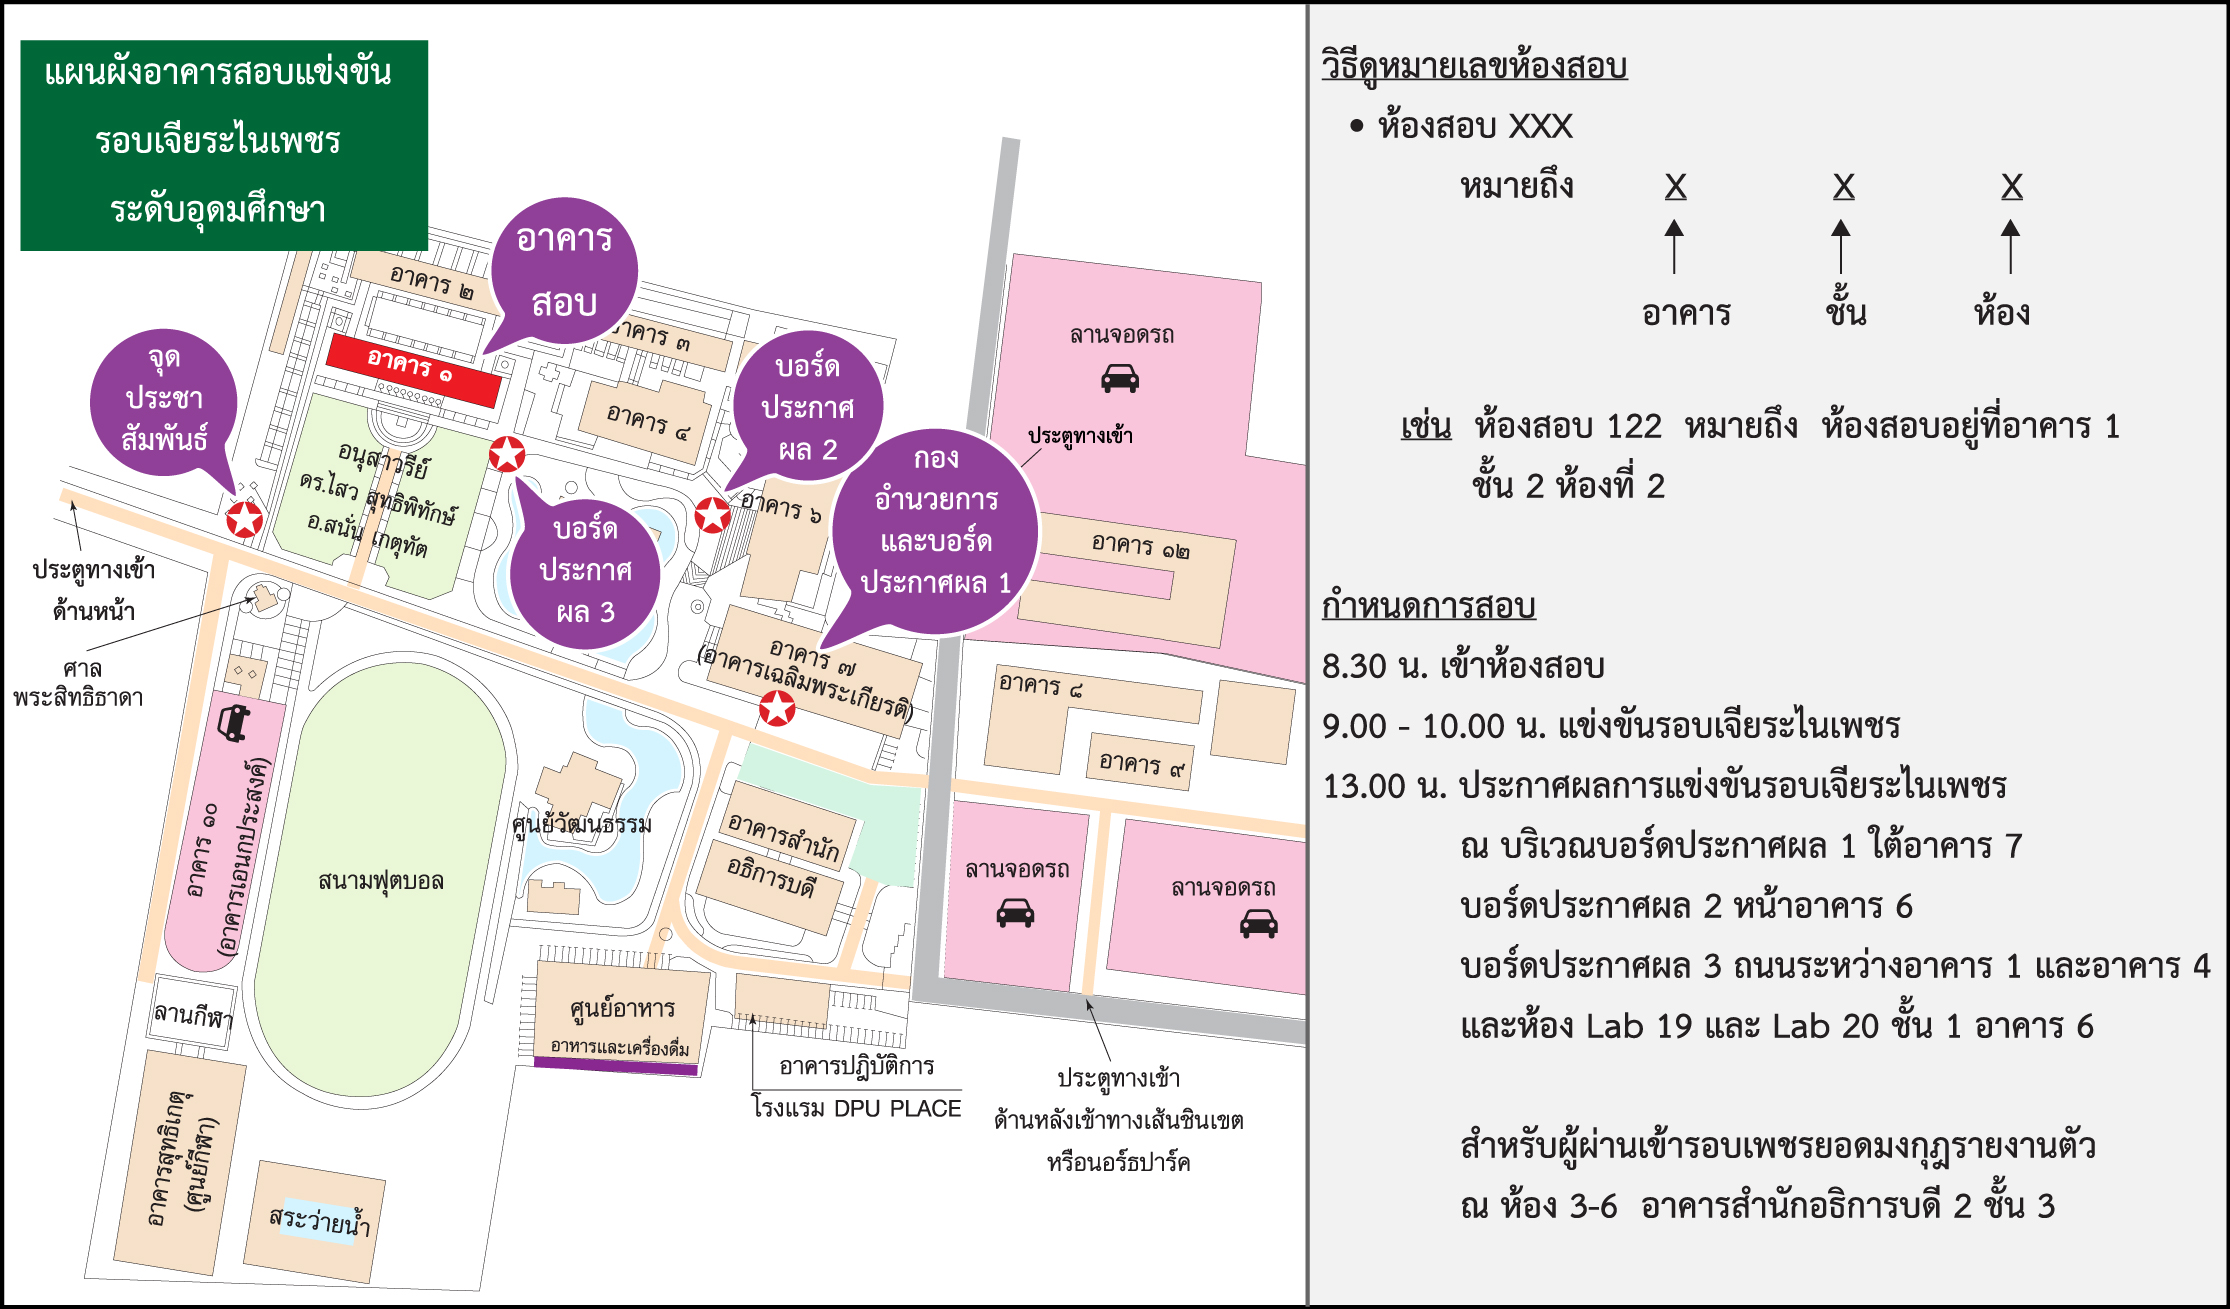 แผนผังอาคารสอบแข่งขัน
รอบเจียระไนเพชร
ระดับอุดมศึกษา
อาคาร
สอบ
อาคาร ๒
อาคาร ๓
อาคาร ๑
จุด
ประชา
สัมพันธ์
บอร์ด
ประกาศ
ผล 2
อาคาร ๔
กอง
อำนวยการ
และบอร์ด
ประกาศผล 1
อนุสาวรีย์
ดร.ไสว สุทธิพิทักษ์
อ.สนั่น เกตุทัต
อาคาร ๖
บอร์ด
ประกาศ
ผล 3
ลานจอดรถ
ประตูทางเข้า
อาคาร ๑๒
ประตูทางเข้า
ด้านหน้า
ศาล
พระสิทธิธาดา
อาคาร ๗
(อาคารเฉลิมพระเกียรติ)
อาคาร ๘
อาคาร ๙
อาคาร ๑๐
(อาคารเอนกประสงค์)
สนามฟุตบอล
ศูนย์วัฒนธรรม
อาคารสำนัก
อธิการบดี
ลานจอดรถ
ลานจอดรถ
ลานกีฬา
ศูนย์อาหาร
อาหารและเครื่องดื่ม
อาคารปฎิบัติการ
โรงแรม DPU PLACE
ประตูทางเข้า
ด้านหลังเข้าทางเส้นชินเขต
หรือนอร์ธปาร์ค
อาคารสุทธิเกตุ
(ศูนย์กีฬา)
สระว่ายน้ำ
วิธีดูหมายเลขห้องสอบ
• ห้องสอบ XXX
หมายถึง X X X
อาคาร ชั้น ห้อง
เช่น ห้องสอบ 122 หมายถึง ห้องสอบอยู่ที่อาคาร 1
ชั้น 2 ห้องที่ 2
กำหนดการสอบ
8.30 น. เข้าห้องสอบ
9.00 - 10.00 น. แข่งขันรอบเจียระไนเพชร
13.00 น. ประกาศผลการแข่งขันรอบเจียระไนเพชร
ณ บริเวณบอร์ดประกาศผล 1 ใต้อาคาร 7
บอร์ดประกาศผล 2 หน้าอาคาร 6
บอร์ดประกาศผล 3 ถนนระหว่างอาคาร 1 และอาคาร 4
และห้อง Lab 19 และ Lab 20 ชั้น 1 อาคาร 6
สำหรับผู้ผ่านเข้ารอบเพชรยอดมงกุฎรายงานตัว
ณ ห้อง 3-6 อาคารสำนักอธิการบดี 2 ชั้น 3